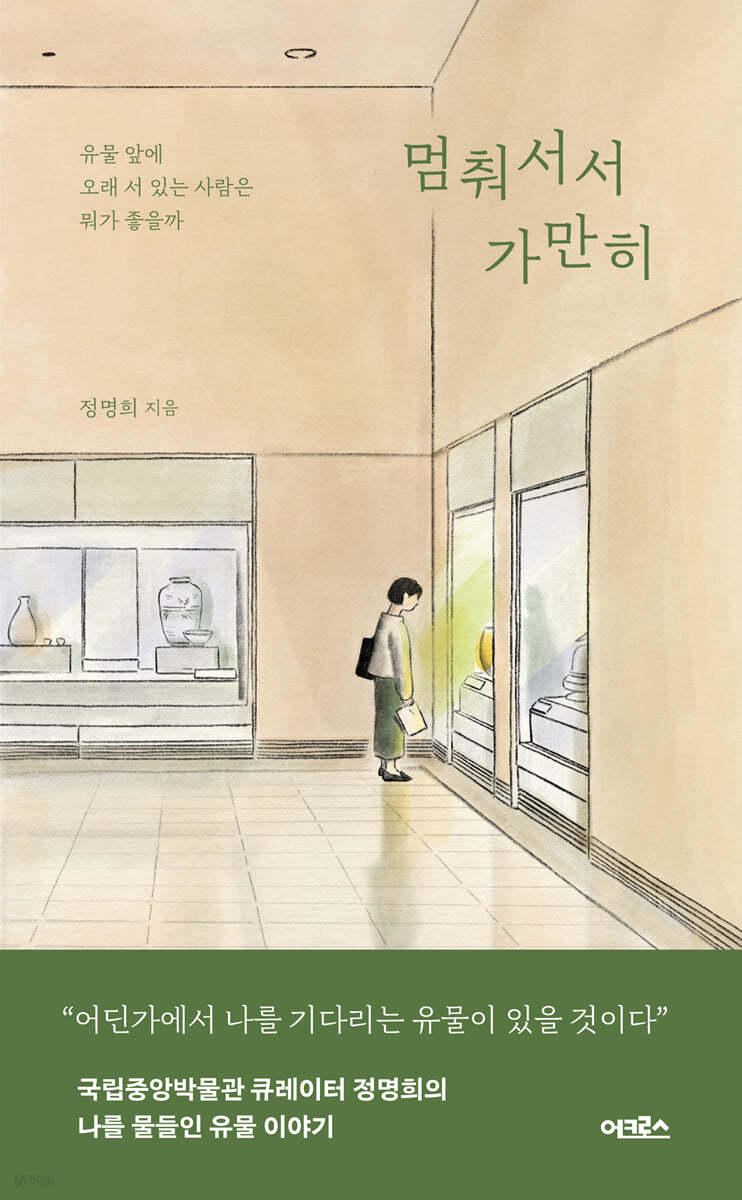 멈춰서서
가만히
유물 앞에
오래 서 있는 사람은
뭐가 좋을까
정명희 지음
“어딘가에서 나를 기다리는 유물이 있을 것이다”
국립중앙박물관 큐레이터 정명희의
나를 물들인 유물 이야기
어크로스
yes24